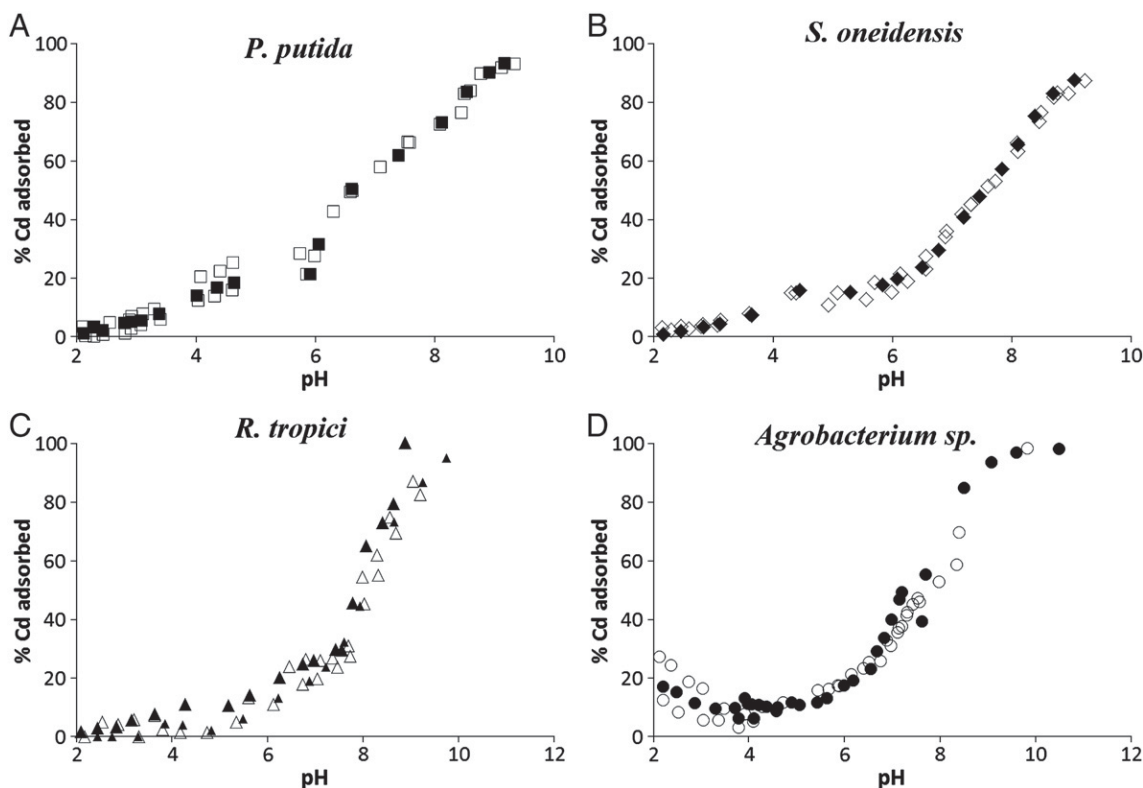 A
P. putida
100
80
60
40
20
0
% Cd adsorbed
2 4 6 8 10
pH
B
S. oneidensis
100
80
60
40
20
0
% Cd adsorbed
2 4 6 8 10
pH
C
R. tropici
100
80
60
40
20
0
% Cd adsorbed
2 4 6 8 10 12
pH
D
Agrobacterium sp.
100
80
60
40
20
0
% Cd adsorbed
2 4 6 8 10 12
pH